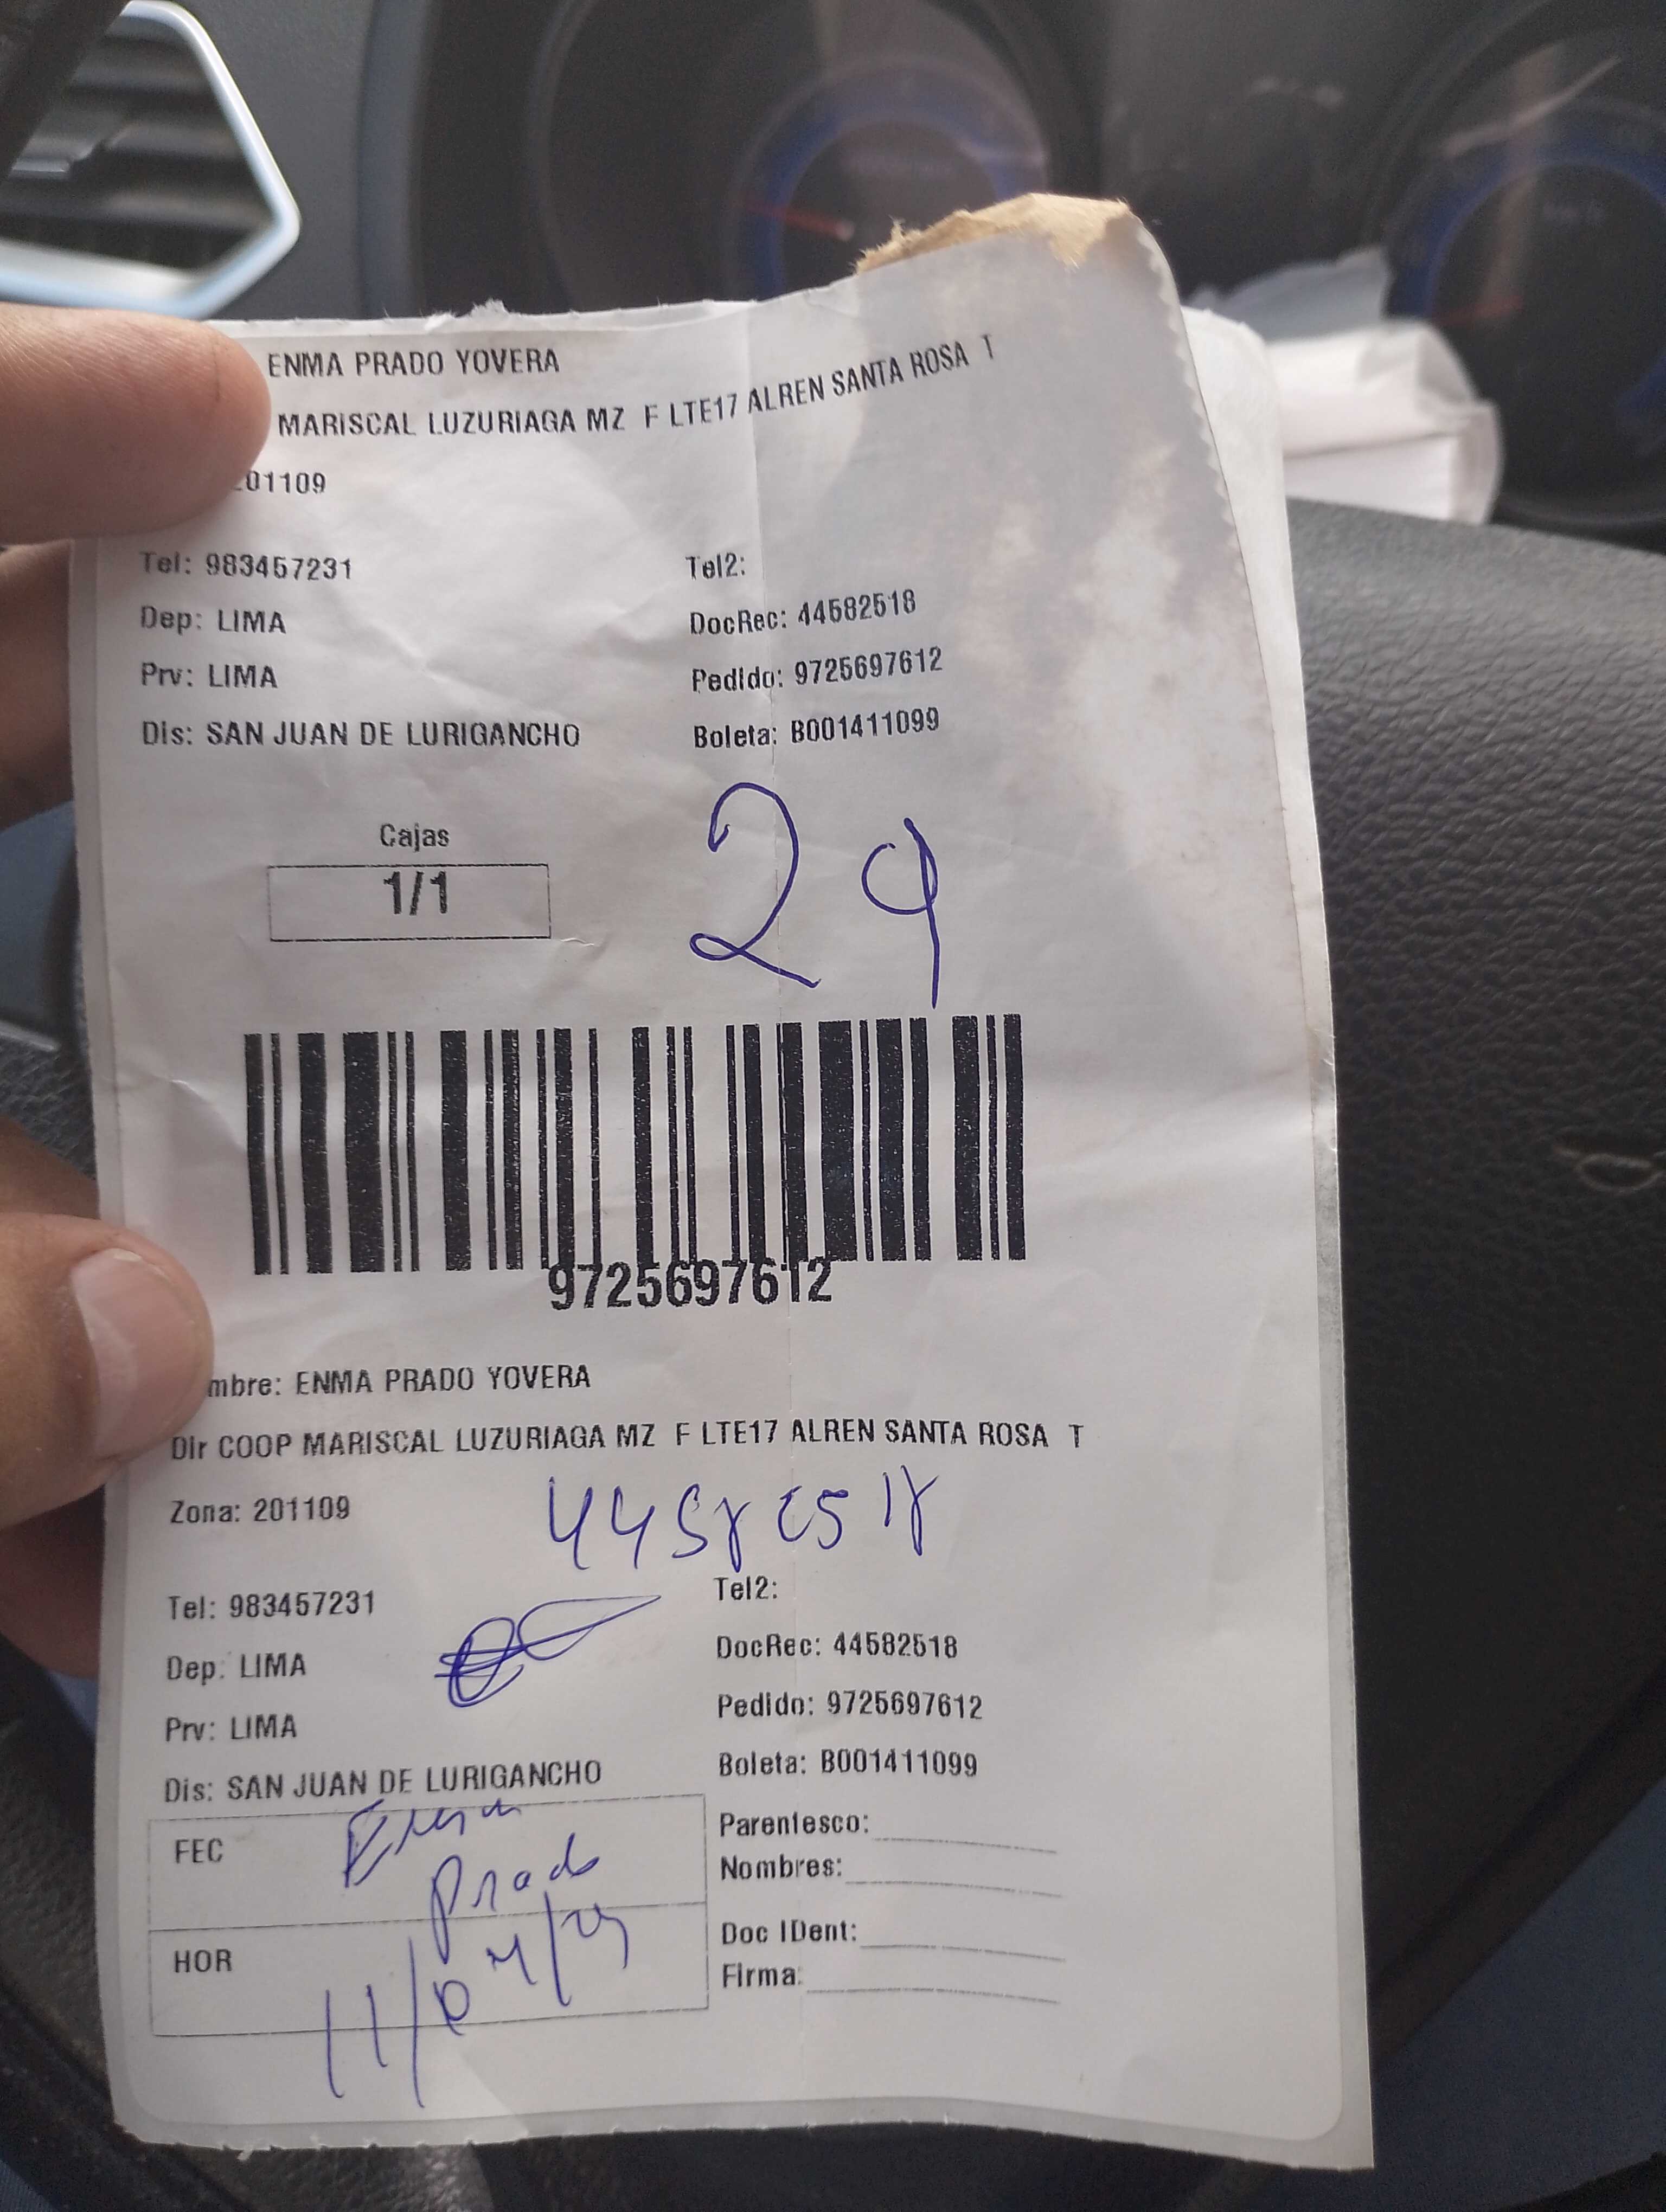 ENMA PRADO YOVERA
MARISCAL LUZURIAGA MZ F LTE17 ALREN SANTA ROSA T
201109
Tel: 983457231 Tel2:
Dep: LIMA DocRec: 44582518
Prv: LIMA Pedido: 9725697612
Dis: SAN JUAN DE LURIGANCHO Boleta: B001411099
Cajas
1/1
29
9725697612
mbre: ENMA PRADO YOVERA
Dir COOP MARISCAL LUZURIAGA MZ F LTE17 ALREN SANTA ROSA T
Zona: 201109
44582518
Tel: 983457231 Tel2:
Dep: LIMA DocRec: 44582518
Prv: LIMA Pedido: 9725697612
Dis: SAN JUAN DE LURIGANCHO Boleta: B001411099
FEC
Enma
Prado
Parentesco:
Nombres:
HOR
Doc IDent:
Firma: